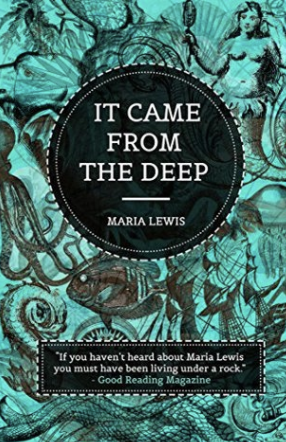 IT CAME
FROM
THE DEEP
MARIA LEWIS
"If you haven't heard about Maria Lewis
you must have been living under a rock."
- Good Reading Magazine